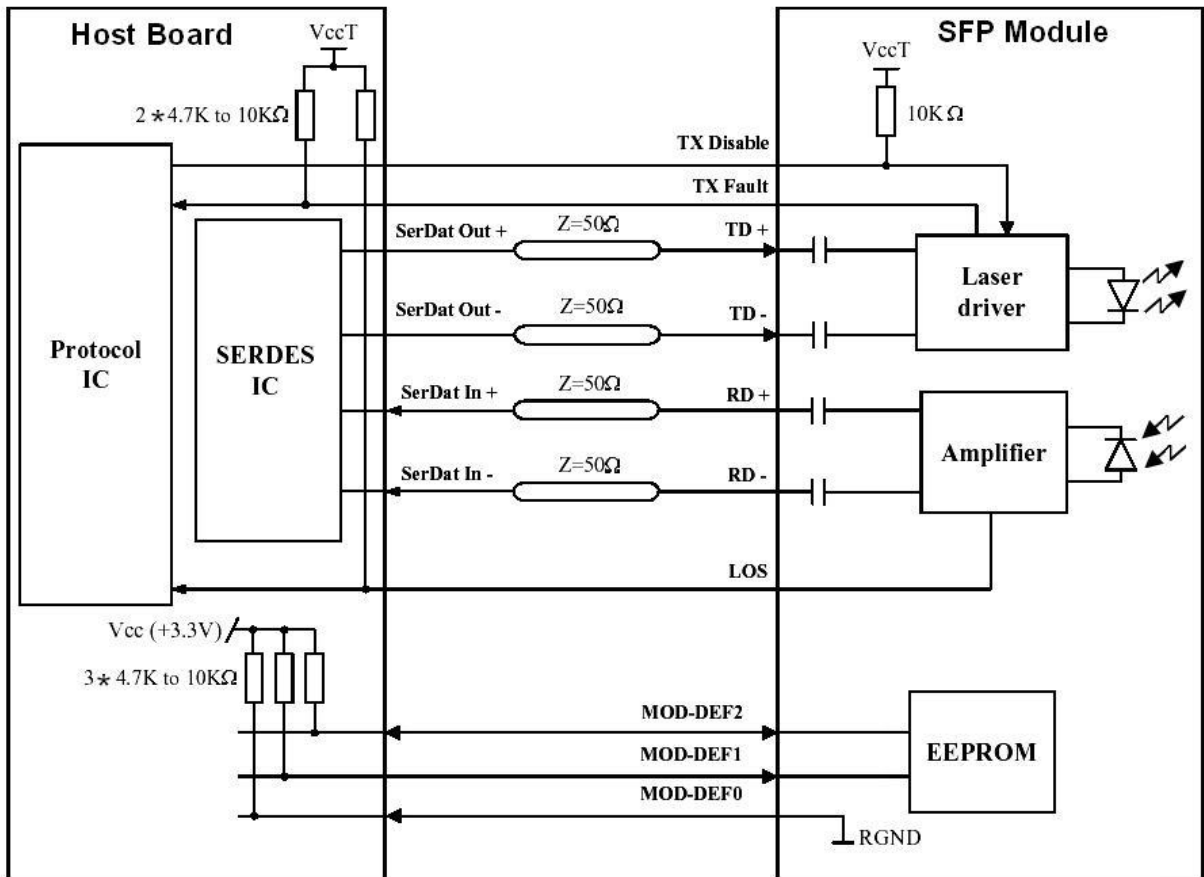 Host Board
SFP Module
VccT
VccT
2*4.7K to 10KΩ
10KΩ
TX Disable
TX Fault
SerDat Out +
Z=50Ω
TD +
SerDat Out -
Z=50Ω
TD -
Laser
driver
Protocol
IC
SERDES
IC
SerDat In +
Z=50Ω
RD +
SerDat In -
Z=50Ω
RD -
Amplifier
LOS
Vcc (+3.3V)
3*4.7K to 10KΩ
MOD-DEF2
MOD-DEF1
MOD-DEF0
EEPROM
RGND